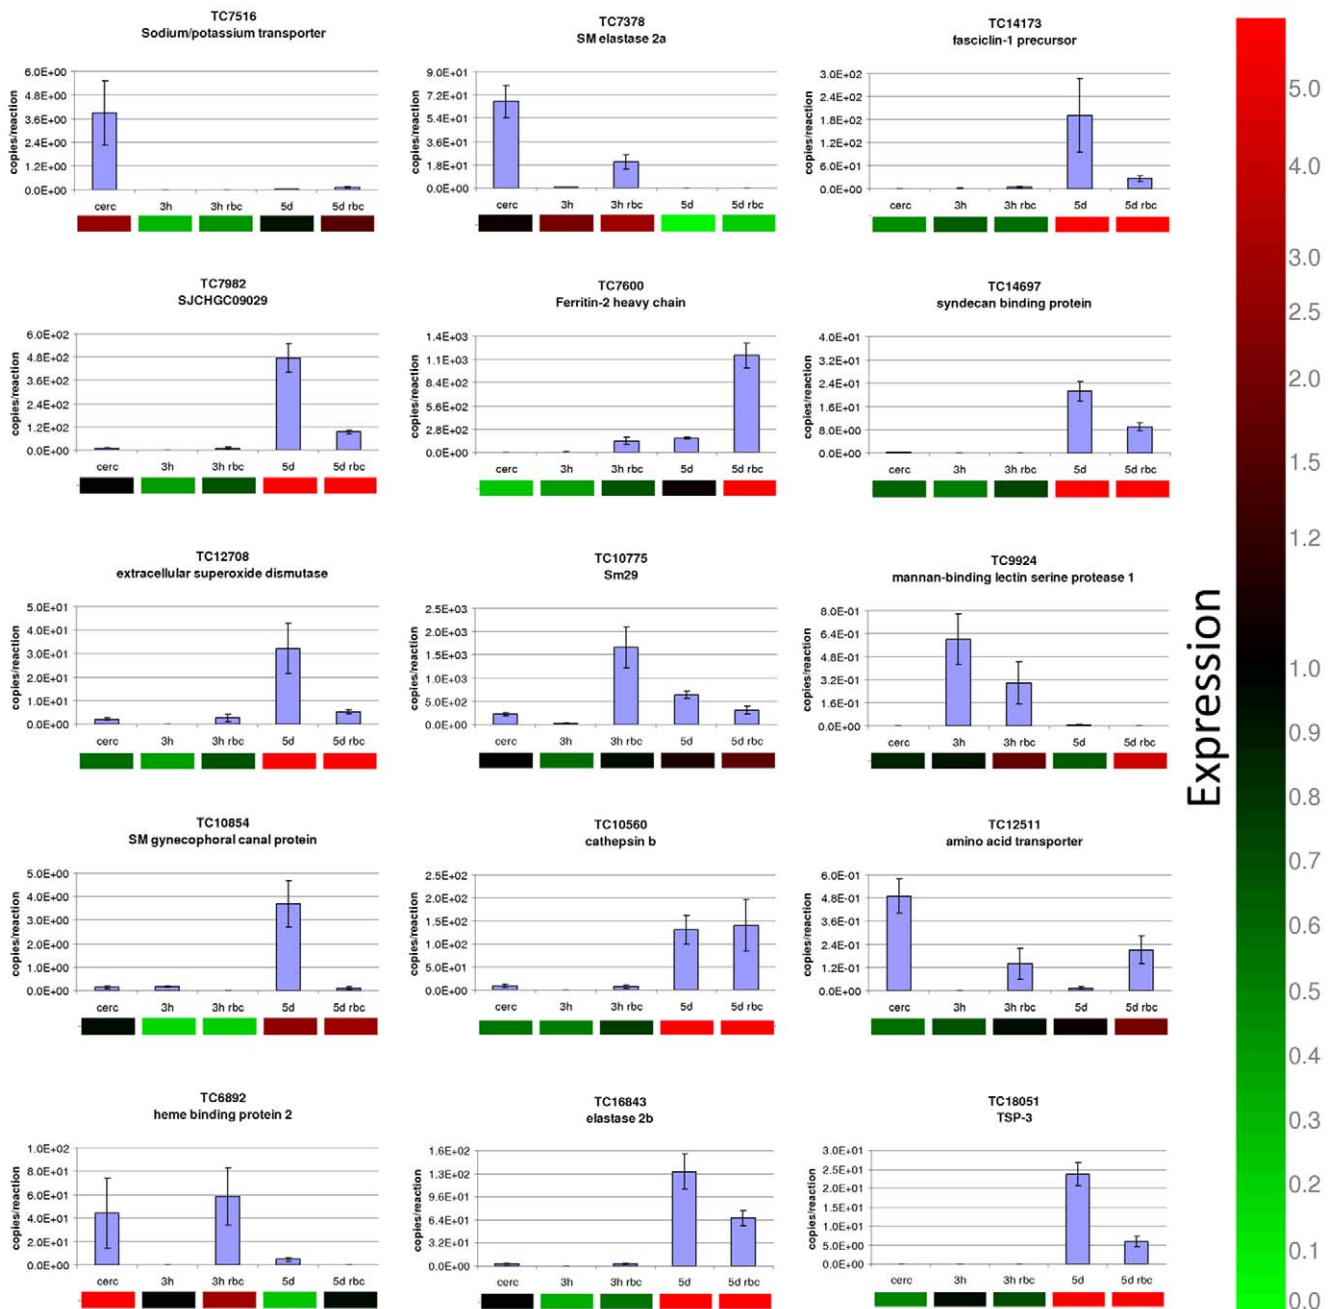 TC7516
Sodium/potassium transporter
copies/reaction
6.0E+00
4.8E+00
3.6E+00
2.4E+00
1.2E+00
0.0E+00
cerc 3h 3h rbc 5d 5d rbc
TC7378
SM elastase 2a
copies/reaction
9.0E+01
7.2E+01
5.4E+01
3.6E+01
1.8E+01
0.0E+00
cerc 3h 3h rbc 5d 5d rbc
TC14173
fasciclin-1 precursor
copies/reaction
3.0E+02
2.4E+02
1.8E+02
1.2E+02
6.0E+01
0.0E+00
cerc 3h 3h rbc 5d 5d rbc
TC7982
SJCHGC09029
copies/reaction
6.0E+02
4.8E+02
3.6E+02
2.4E+02
1.2E+02
0.0E+00
cerc 3h 3h rbc 5d 5d rbc
TC7600
Ferritin-2 heavy chain
copies/reaction
1.4E+03
1.1E+03
8.4E+02
5.6E+02
2.8E+02
0.0E+00
cerc 3h 3h rbc 5d 5d rbc
TC14697
syndecan binding protein
copies/reaction
4.0E+01
3.2E+01
2.4E+01
1.6E+01
8.0E+00
0.0E+00
cerc 3h 3h rbc 5d 5d rbc
TC12708
extracellular superoxide dismutase
copies/reaction
5.0E+01
4.0E+01
3.0E+01
2.0E+01
1.0E+01
0.0E+00
cerc 3h 3h rbc 5d 5d rbc
TC10775
Sm29
copies/reaction
2.5E+03
2.0E+03
1.5E+03
1.0E+03
5.0E+02
0.0E+00
cerc 3h 3h rbc 5d 5d rbc
TC9924
mannan-binding lectin serine protease 1
copies/reaction
8.0E-01
6.4E-01
4.8E-01
3.2E-01
1.6E-01
0.0E+00
cerc 3h 3h rbc 5d 5d rbc
TC10854
SM gynecophoral canal protein
copies/reaction
5.0E+00
4.0E+00
3.0E+00
2.0E+00
1.0E+00
0.0E+00
cerc 3h 3h rbc 5d 5d rbc
TC10560
cathepsin b
copies/reaction
2.5E+02
2.0E+02
1.5E+02
1.0E+02
5.0E+01
0.0E+00
cerc 3h 3h rbc 5d 5d rbc
TC12511
amino acid transporter
copies/reaction
6.0E-01
4.8E-01
3.6E-01
2.4E-01
1.2E-01
0.0E+00
cerc 3h 3h rbc 5d 5d rbc
TC6892
heme binding protein 2
copies/reaction
1.0E+02
8.0E+01
6.0E+01
4.0E+01
2.0E+01
0.0E+00
cerc 3h 3h rbc 5d 5d rbc
TC16843
elastase 2b
copies/reaction
1.6E+02
1.3E+02
9.6E+01
6.4E+01
3.2E+01
0.0E+00
cerc 3h 3h rbc 5d 5d rbc
TC18051
TSP-3
copies/reaction
3.0E+01
2.5E+01
2.0E+01
1.5E+01
1.0E+01
5.0E+00
0.0E+00
cerc 3h 3h rbc 5d 5d rbc
Expression
5.0
4.0
3.0
2.5
2.0
1.5
1.2
1.0
0.9
0.8
0.7
0.6
0.5
0.4
0.3
0.2
0.1
0.0